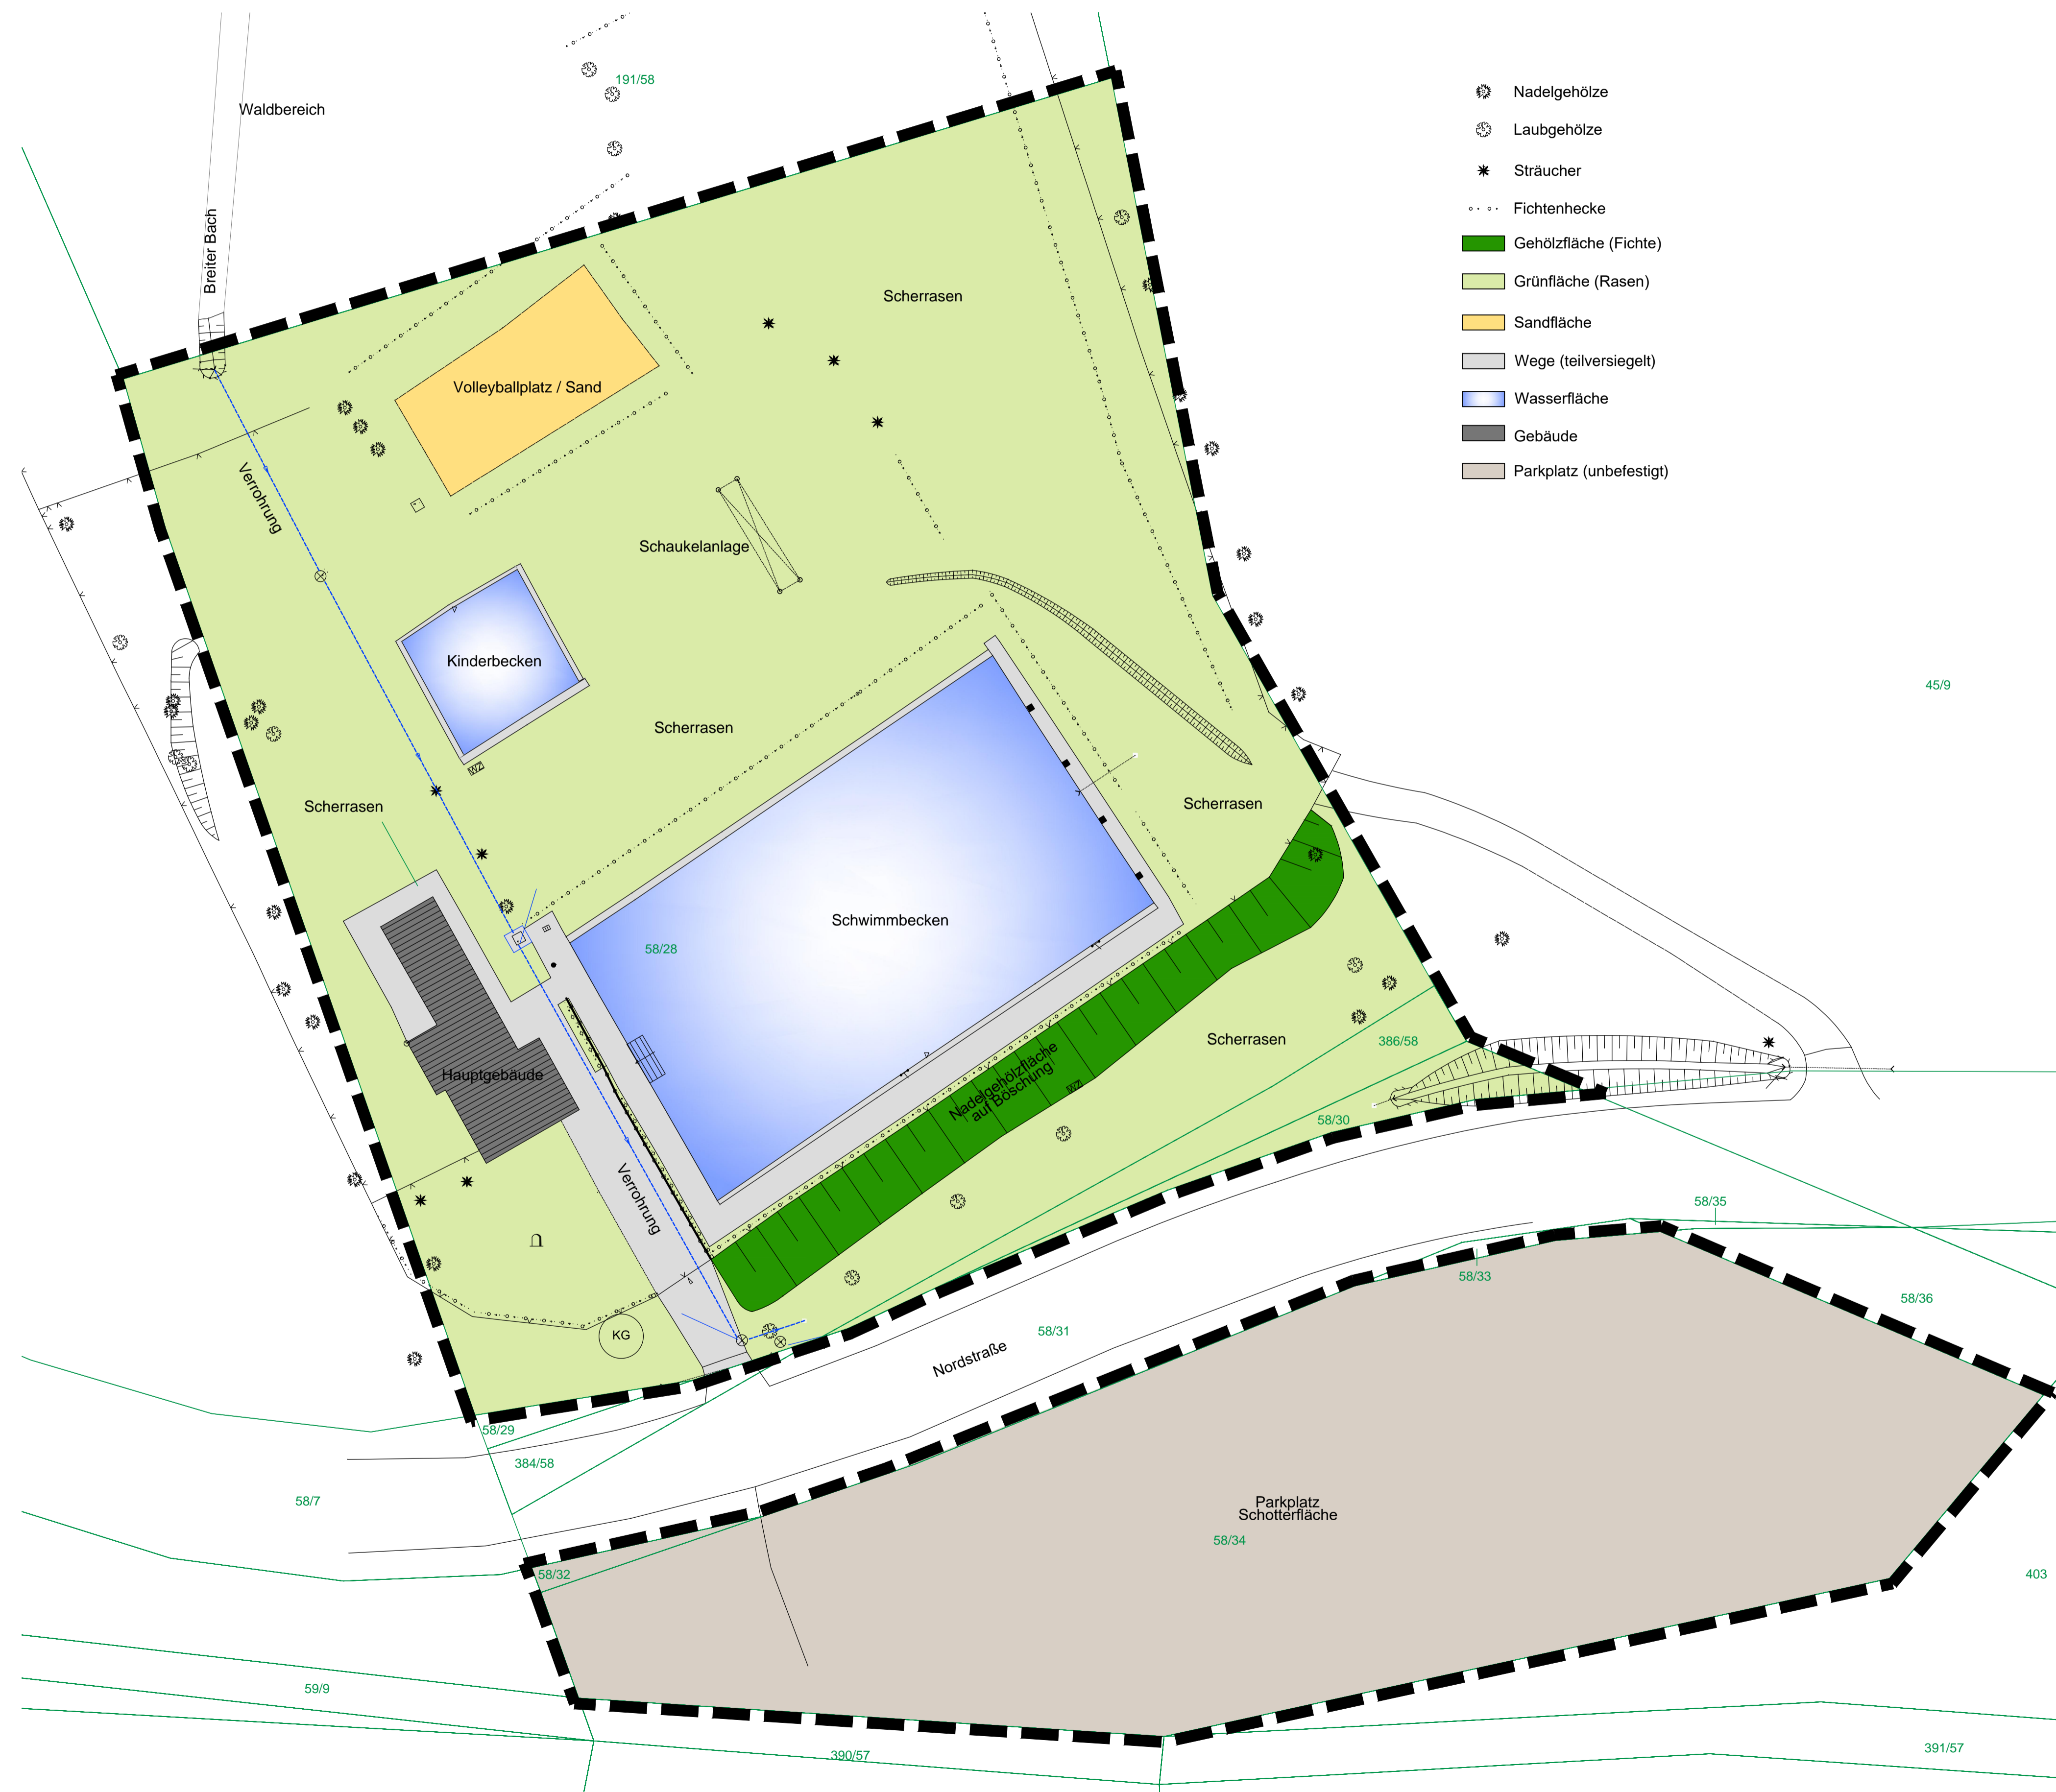 191/58
Waldbereich
Breiter Bach
Nadelgehölze
Laubgehölze
Sträucher
Fichtenhecke
Gehölzfläche (Fichte)
Grünfläche (Rasen)
Sandfläche
Wege (teilversiegelt)
Wasserfläche
Gebäude
Parkplatz (unbefestigt)
Scherrasen
Volleyballplatz / Sand
Verrohrung
Schaukelanlage
Kinderbecken
45/9
Scherrasen
WZ
Scherrasen
Scherrasen
Schwimmbecken
58/28
Scherrasen
386/58
Hauptgebäude
Nadelgehölzfläche
auf Böschung
WZ
58/30
Verrohrung
58/35
58/33
58/36
KG
58/31
Nordstraße
58/29
384/58
58/7
Parkplatz
Schotterfläche
58/34
58/32
403
59/9
390/57
391/57